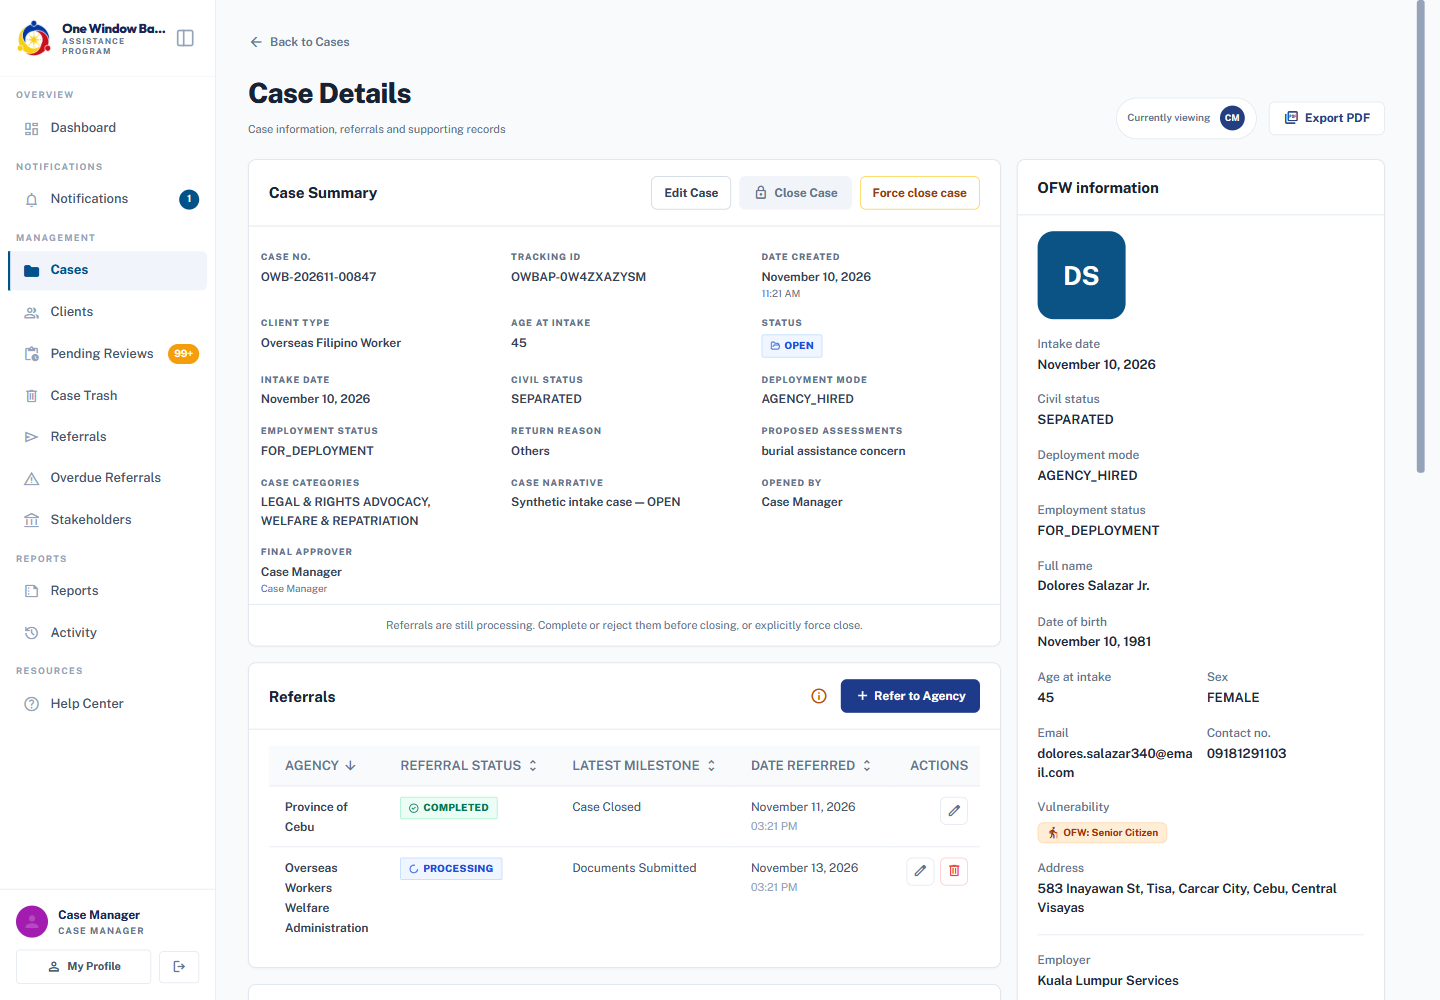 One Window Ba...
ASSISTANCE
PROGRAM
OVERVIEW
Dashboard
NOTIFICATIONS
Notifications
1
MANAGEMENT
Cases
Clients
Pending Reviews
99+
Case Trash
Referrals
Overdue Referrals
Stakeholders
REPORTS
Reports
Activity
RESOURCES
Help Center
Case Manager
CASE MANAGER
My Profile
Back to Cases
Case Details
Case information, referrals and supporting records
Currently viewing
CM
Export PDF
Case Summary
Edit Case
Close Case
Force close case
CASE NO.
OWB-202611-00847
TRACKING ID
OWBAP-0W4ZXAZYSM
DATE CREATED
November 10, 2026
11:21 AM
CLIENT TYPE
Overseas Filipino Worker
AGE AT INTAKE
45
STATUS
OPEN
INTAKE DATE
November 10, 2026
CIVIL STATUS
SEPARATED
DEPLOYMENT MODE
AGENCY_HIRED
EMPLOYMENT STATUS
FOR_DEPLOYMENT
RETURN REASON
Others
PROPOSED ASSESSMENTS
burial assistance concern
CASE CATEGORIES
LEGAL & RIGHTS ADVOCACY,
WELFARE & REPATRIATION
CASE NARRATIVE
Synthetic intake case — OPEN
OPENED BY
Case Manager
FINAL APPROVER
Case Manager
Case Manager
Referrals are still processing. Complete or reject them before closing, or explicitly force close.
Referrals
Refer to Agency
AGENCY
REFERRAL STATUS
LATEST MILESTONE
DATE REFERRED
ACTIONS
Province of
Cebu
COMPLETED
Case Closed
November 11, 2026
03:21 PM
Overseas
Workers
Welfare
Administration
PROCESSING
Documents Submitted
November 13, 2026
03:21 PM
OFW information
DS
Intake date
November 10, 2026
Civil status
SEPARATED
Deployment mode
AGENCY_HIRED
Employment status
FOR_DEPLOYMENT
Full name
Dolores Salazar Jr.
Date of birth
November 10, 1981
Age at intake
45
Sex
FEMALE
Email
dolores.salazar340@ema
il.com
Contact no.
09181291103
Vulnerability
OFW: Senior Citizen
Address
583 Inayawan St, Tisa, Carcar City, Cebu, Central
Visayas
Employer
Kuala Lumpur Services